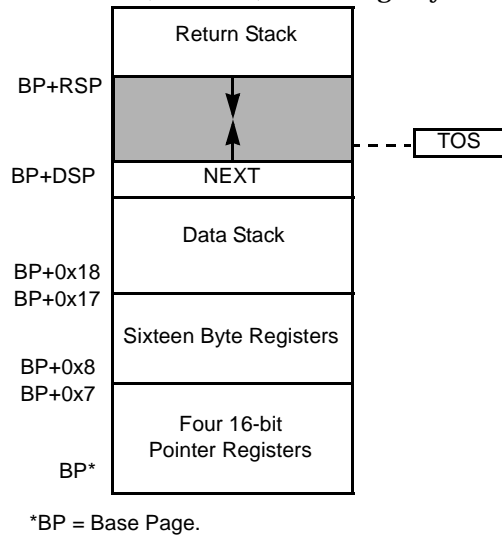 Return Stack
BP+RSP
TOS
BP+DSP
NEXT
Data Stack
BP+0x18
BP+0x17
Sixteen Byte Registers
BP+0x8
BP+0x7
Four 16-bit
Pointer Registers
BP*
*BP = Base Page.